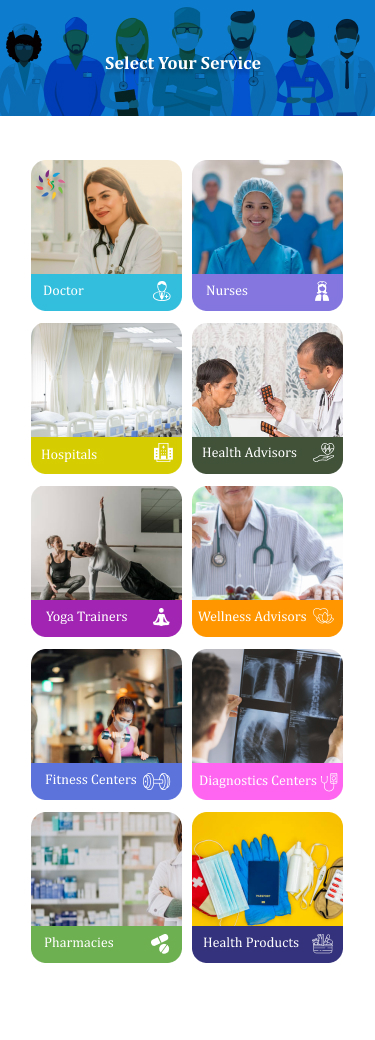 Select Your Service
Doctor
Nurses
Hospitals
Health Advisors
Yoga Trainers
Wellness Advisors
Fitness Centers
Diagnostics Centers
Pharmacies
Health Products